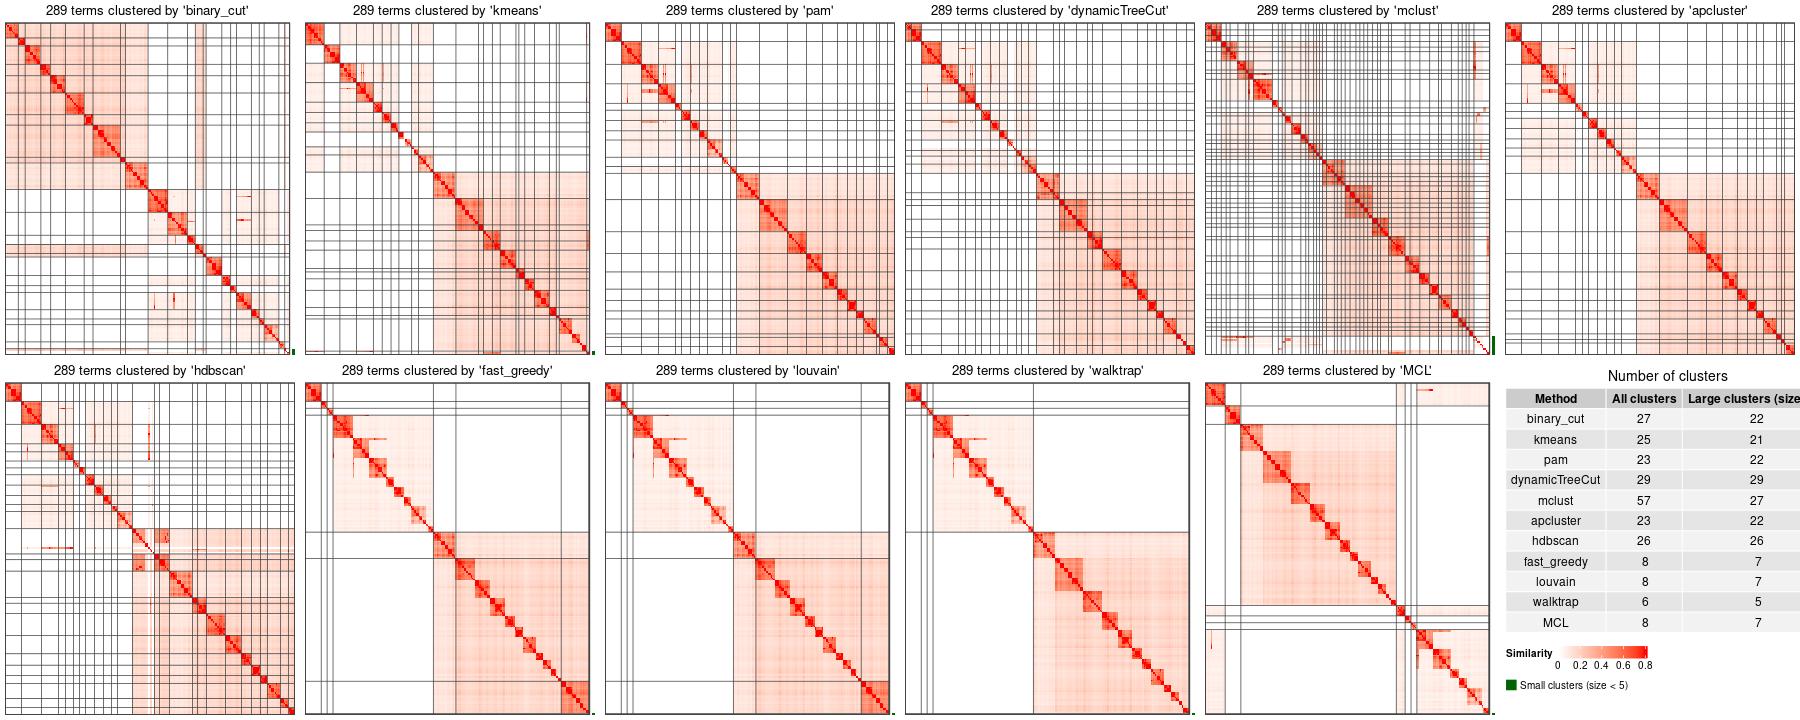 289 terms clustered by 'binary_cut'
289 terms clustered by 'kmeans'
289 terms clustered by 'pam'
289 terms clustered by 'dynamicTreeCut'
289 terms clustered by 'mclust'
289 terms clustered by 'apcluster'
289 terms clustered by 'hdbscan'
289 terms clustered by 'fast_greedy'
289 terms clustered by 'louvain'
289 terms clustered by 'walktrap'
289 terms clustered by 'MCL'
Number of clusters
Method All clusters Large clusters (size
binary_cut 27 22
kmeans 25 21
pam 23 22
dynamicTreeCut 29 29
mclust 57 27
apcluster 23 22
hdbscan 26 26
fast_greedy 8 7
louvain 8 7
walktrap 6 5
MCL 8 7
Similarity
0 0.2 0.4 0.6 0.8
Small clusters (size < 5)